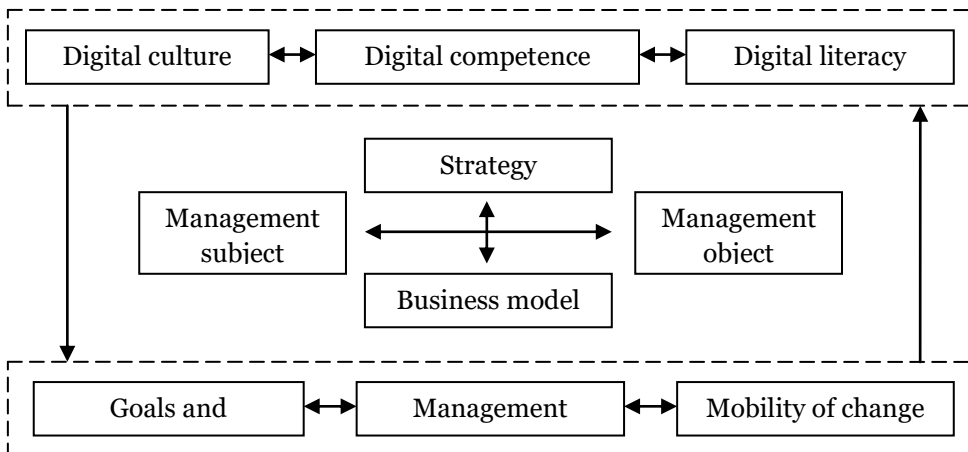 Digital culture
Digital competence
Digital literacy
Strategy
Management
subject
Management
object
Business model
Goals and
Management
Mobility of change